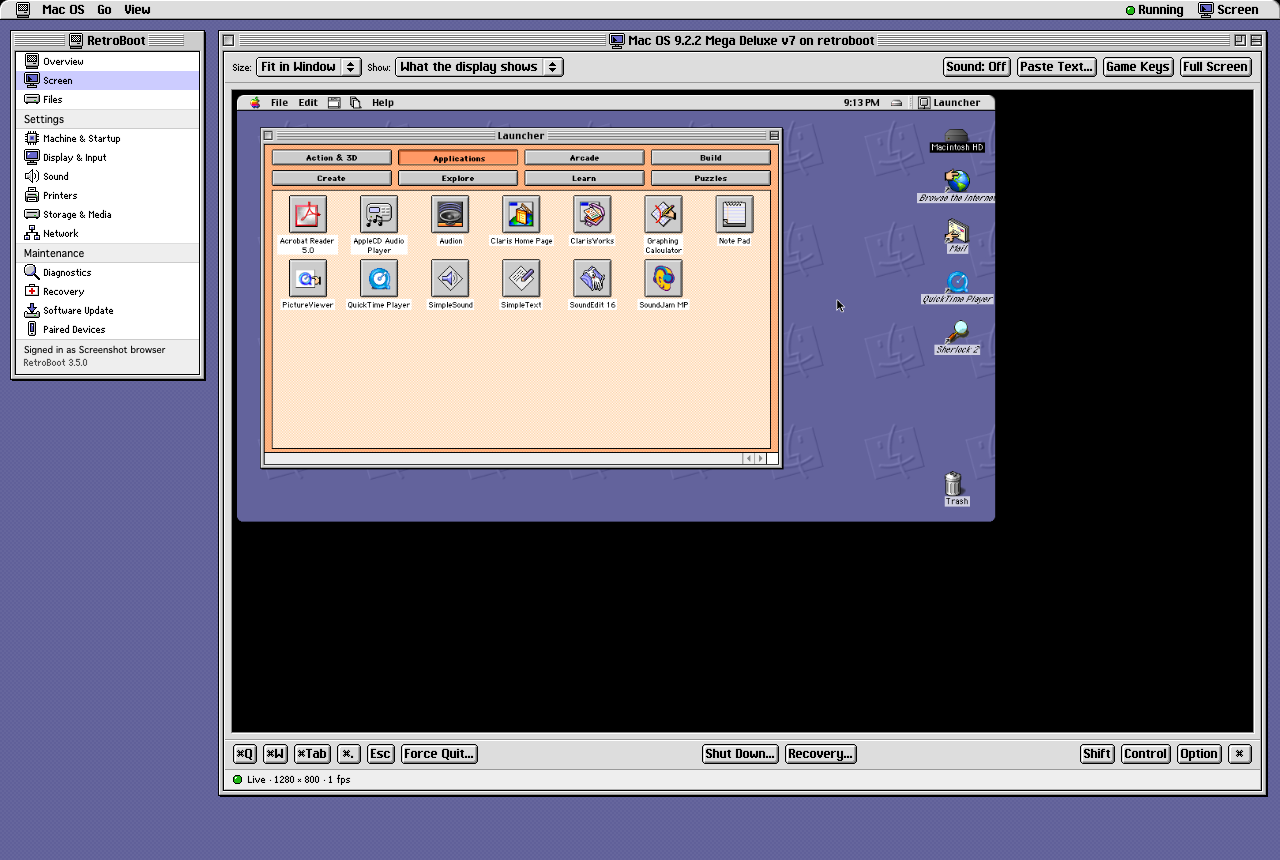 Mac OS Go View Running Screen
RetroBoot
Overview
Screen
Files
Settings
Machine & Startup
Display & Input
Sound
Printers
Storage & Media
Network
Maintenance
Diagnostics
Recovery
Software Update
Paired Devices
Signed in as Screenshot browser
RetroBoot 3.5.0
Mac OS 9.2.2 Mega Deluxe v7 on retroboot
Size: Fit in Window Show: What the display shows Sound: Off Paste Text... Game Keys Full Screen
File Edit Help 9:13 PM Launcher
Launcher
Action & 3D Applications Arcade Build
Create Explore Learn Puzzles
Acrobat Reader 5.0
AppleCD Audio Player
Audion
Claris Home Page
ClarisWorks
Graphing Calculator
Note Pad
PictureViewer
QuickTime Player
SimpleSound
SimpleText
SoundEdit 16
SoundJam MP
Macintosh HD
Browse the Internet
Mail
QuickTime Player
Sherlock 2
Trash
⌘Q ⌘W ⌘Tab ⌘. Esc Force Quit... Shut Down... Recovery... Shift Control Option ⌘
Live · 1280 × 800 · 1 fps